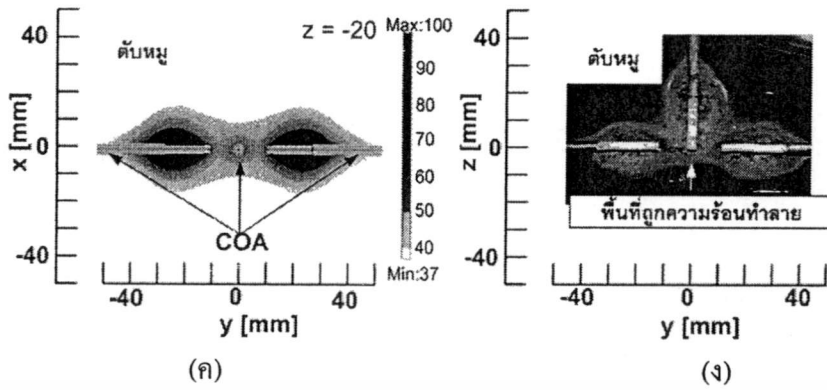 40
0
-40
x [mm]
ตับหมู
z = -20
Max:100
90
80
70
60
50
40
Min:37
COA
-40
0
40
y [mm]
(ค)
40
0
-40
z [mm]
ตับหมู
พื้นที่ถูกความร้อนทำลาย
-40
0
40
y [mm]
(ง)